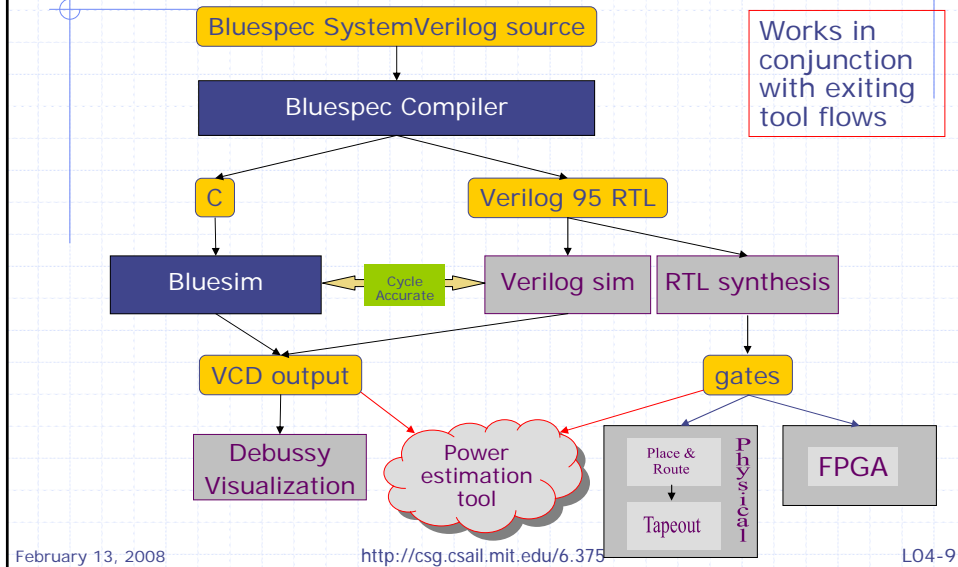 Bluespec SystemVerilog source
Works in
conjunction
with exiting
tool flows
Bluespec Compiler
C
Verilog 95 RTL
Bluesim
Cycle
Accurate
Verilog sim
RTL synthesis
VCD output
gates
Debussy
Visualization
Power
estimation
tool
Place &
Route
Tapeout
Physical
FPGA
February 13, 2008
http://csg.csail.mit.edu/6.375
L04-9